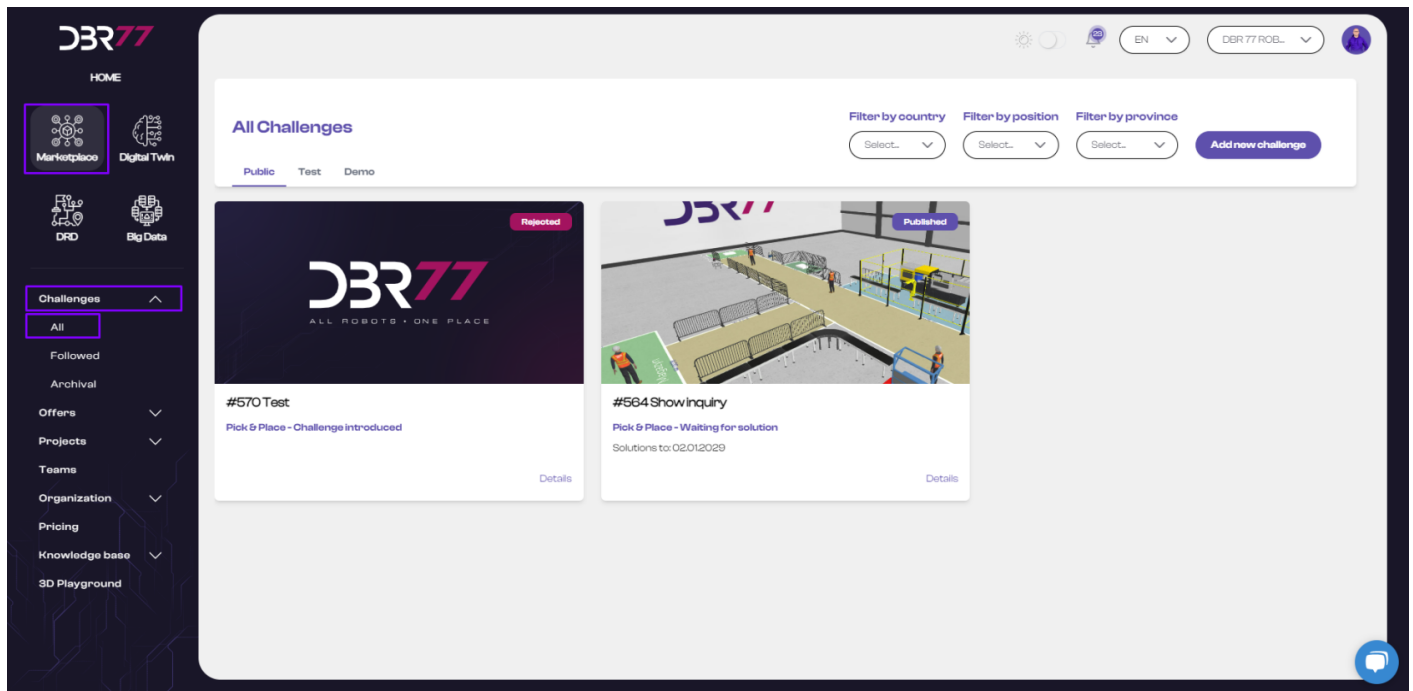 DBR77
HOME
Marketplace
Digital Twin
DRD
Big Data
Challenges
All
Followed
Archival
Offers
Projects
Teams
Organization
Pricing
Knowledge base
3D Playground
29
EN
DBR 77 ROB...
All Challenges
Filter by country
Filter by position
Filter by province
Select...
Select...
Select...
Add new challenge
Public
Test
Demo
Rejected
DBR77
ALL ROBOTS • ONE PLACE
#570 Test
Pick & Place - Challenge introduced
Details
DBR77
Published
#564 Show inquiry
Pick & Place - Waiting for solution
Solutions to: 02.01.2029
Details